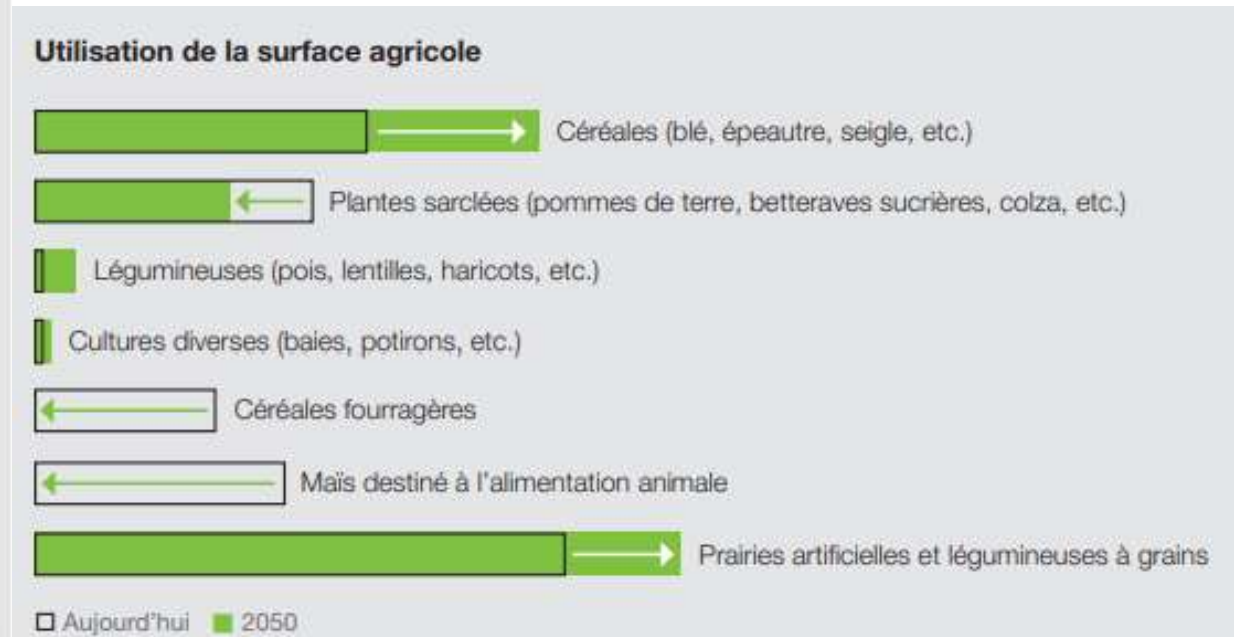 Utilisation de la surface agricole
Céréales (blé, épeautre, seigle, etc.)
Plantes sarclées (pommes de terre, betteraves sucrières, colza, etc.)
Légumineuses (pois, lentilles, haricots, etc.)
Cultures diverses (baies, potirons, etc.)
Céréales fourragères
Maïs destiné à l'alimentation animale
Prairies artificielles et légumineuses à grains
Aujourd'hui 2050